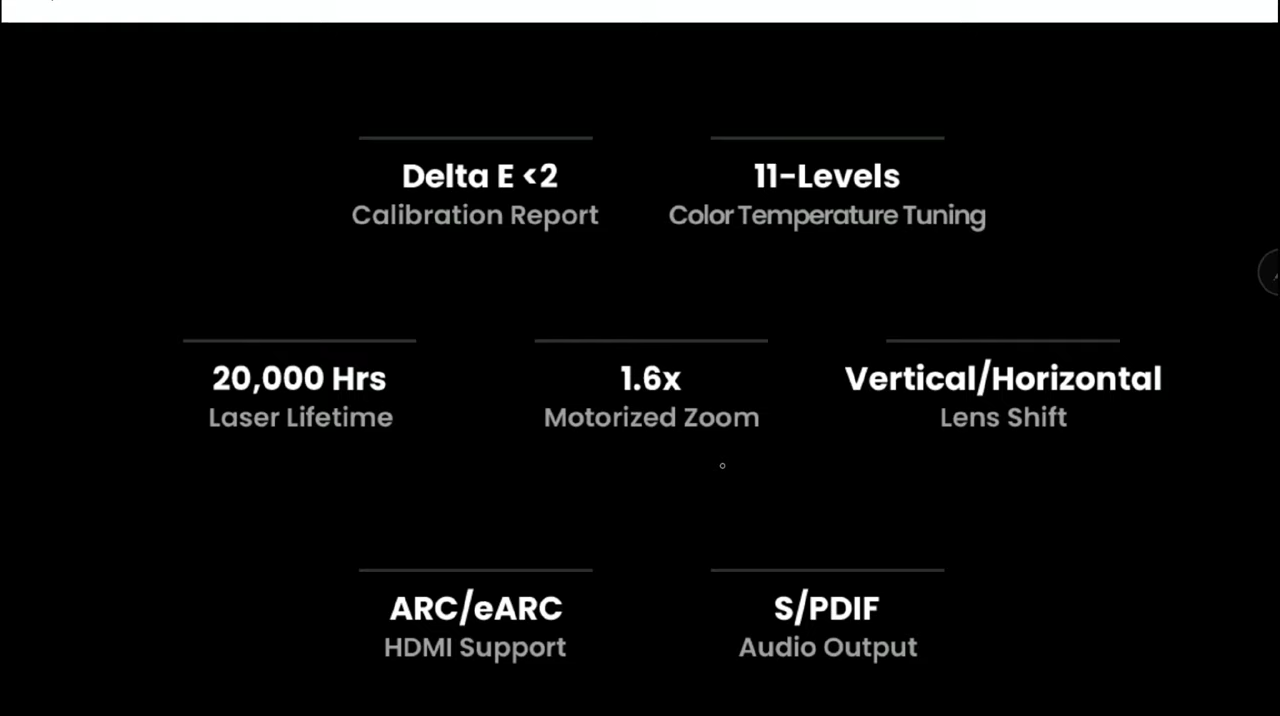 Delta E <2
Calibration Report
11-Levels
Color Temperature Tuning
20,000 Hrs
Laser Lifetime
1.6x
Motorized Zoom
Vertical/Horizontal
Lens Shift
ARC/eARC
HDMI Support
S/PDIF
Audio Output